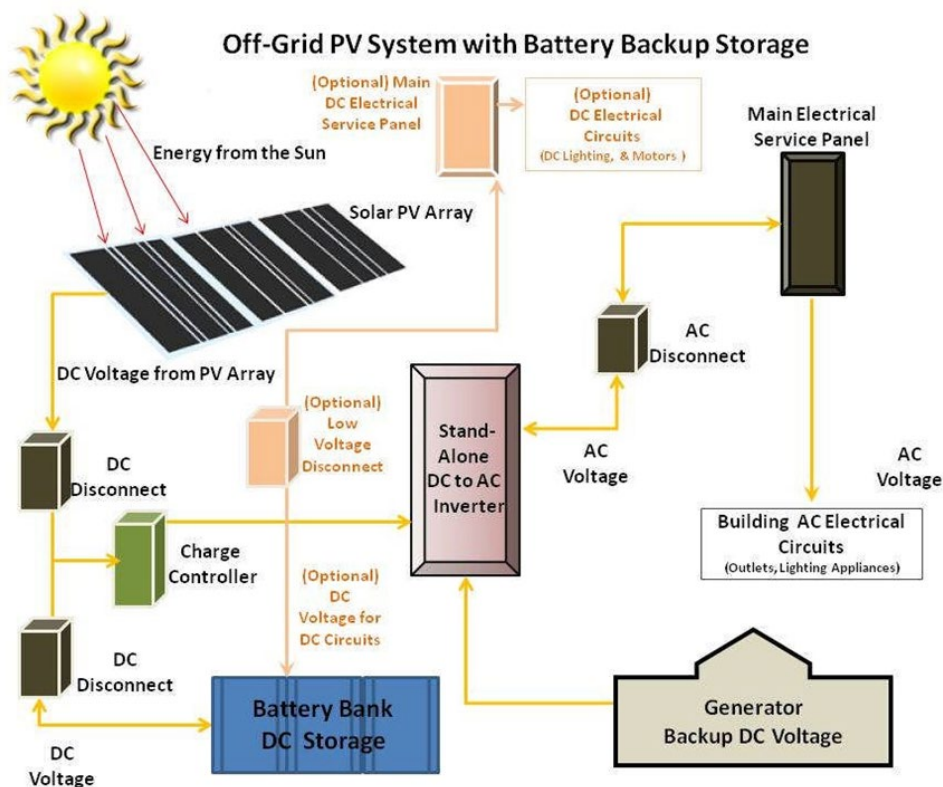 Off-Grid PV System with Battery Backup Storage
(Optional) Main
DC Electrical
Service Panel
(Optional)
DC Electrical
Circuits
(DC Lighting, & Motors )
Main Electrical
Service Panel
Energy from the Sun
Solar PV Array
DC Voltage from PV Array
AC
Disconnect
(Optional)
Low
Voltage
Disconnect
Stand-
Alone
DC to AC
Inverter
DC
Disconnect
AC
Voltage
AC
Voltage
Charge
Controller
Building AC Electrical
Circuits
(Outlets, Lighting Appliances)
(Optional)
DC
Voltage for
DC Circuits
DC
Disconnect
Battery Bank
DC Storage
Generator
Backup DC Voltage
DC
Voltage